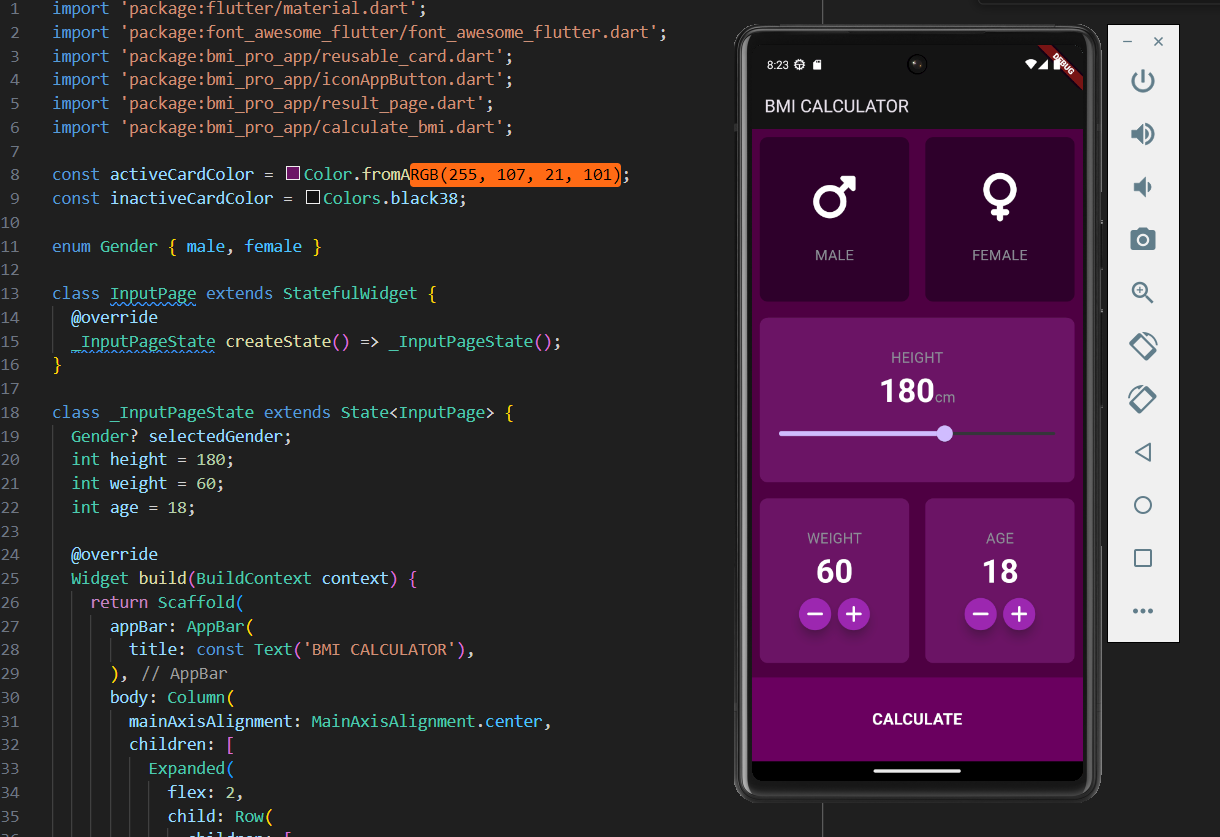 1 import 'package:flutter/material.dart';
2 import 'package:font_awesome_flutter/font_awesome_flutter.dart';
3 import 'package:bmi_pro_app/reusable_card.dart';
4 import 'package:bmi_pro_app/iconAppButton.dart';
5 import 'package:bmi_pro_app/result_page.dart';
6 import 'package:bmi_pro_app/calculate_bmi.dart';
7
8 const activeCardColor = Color.fromARGB(255, 107, 21, 101);
9 const inactiveCardColor = Colors.black38;
10
11 enum Gender { male, female }
12
13 class InputPage extends StatefulWidget {
14 @override
15 _InputPageState createState() => _InputPageState();
16 }
17
18 class _InputPageState extends State<InputPage> {
19 Gender? selectedGender;
20 int height = 180;
21 int weight = 60;
22 int age = 18;
23
24 @override
25 Widget build(BuildContext context) {
26 return Scaffold(
27 appBar: AppBar(
28 title: const Text('BMI CALCULATOR'),
29 ), // AppBar
30 body: Column(
31 mainAxisAlignment: MainAxisAlignment.center,
32 children: [
33 Expanded(
34 flex: 2,
35 child: Row(
8:23
DEBUG
BMI CALCULATOR
MALE FEMALE
HEIGHT
180cm
WEIGHT AGE
60 18
CALCULATE